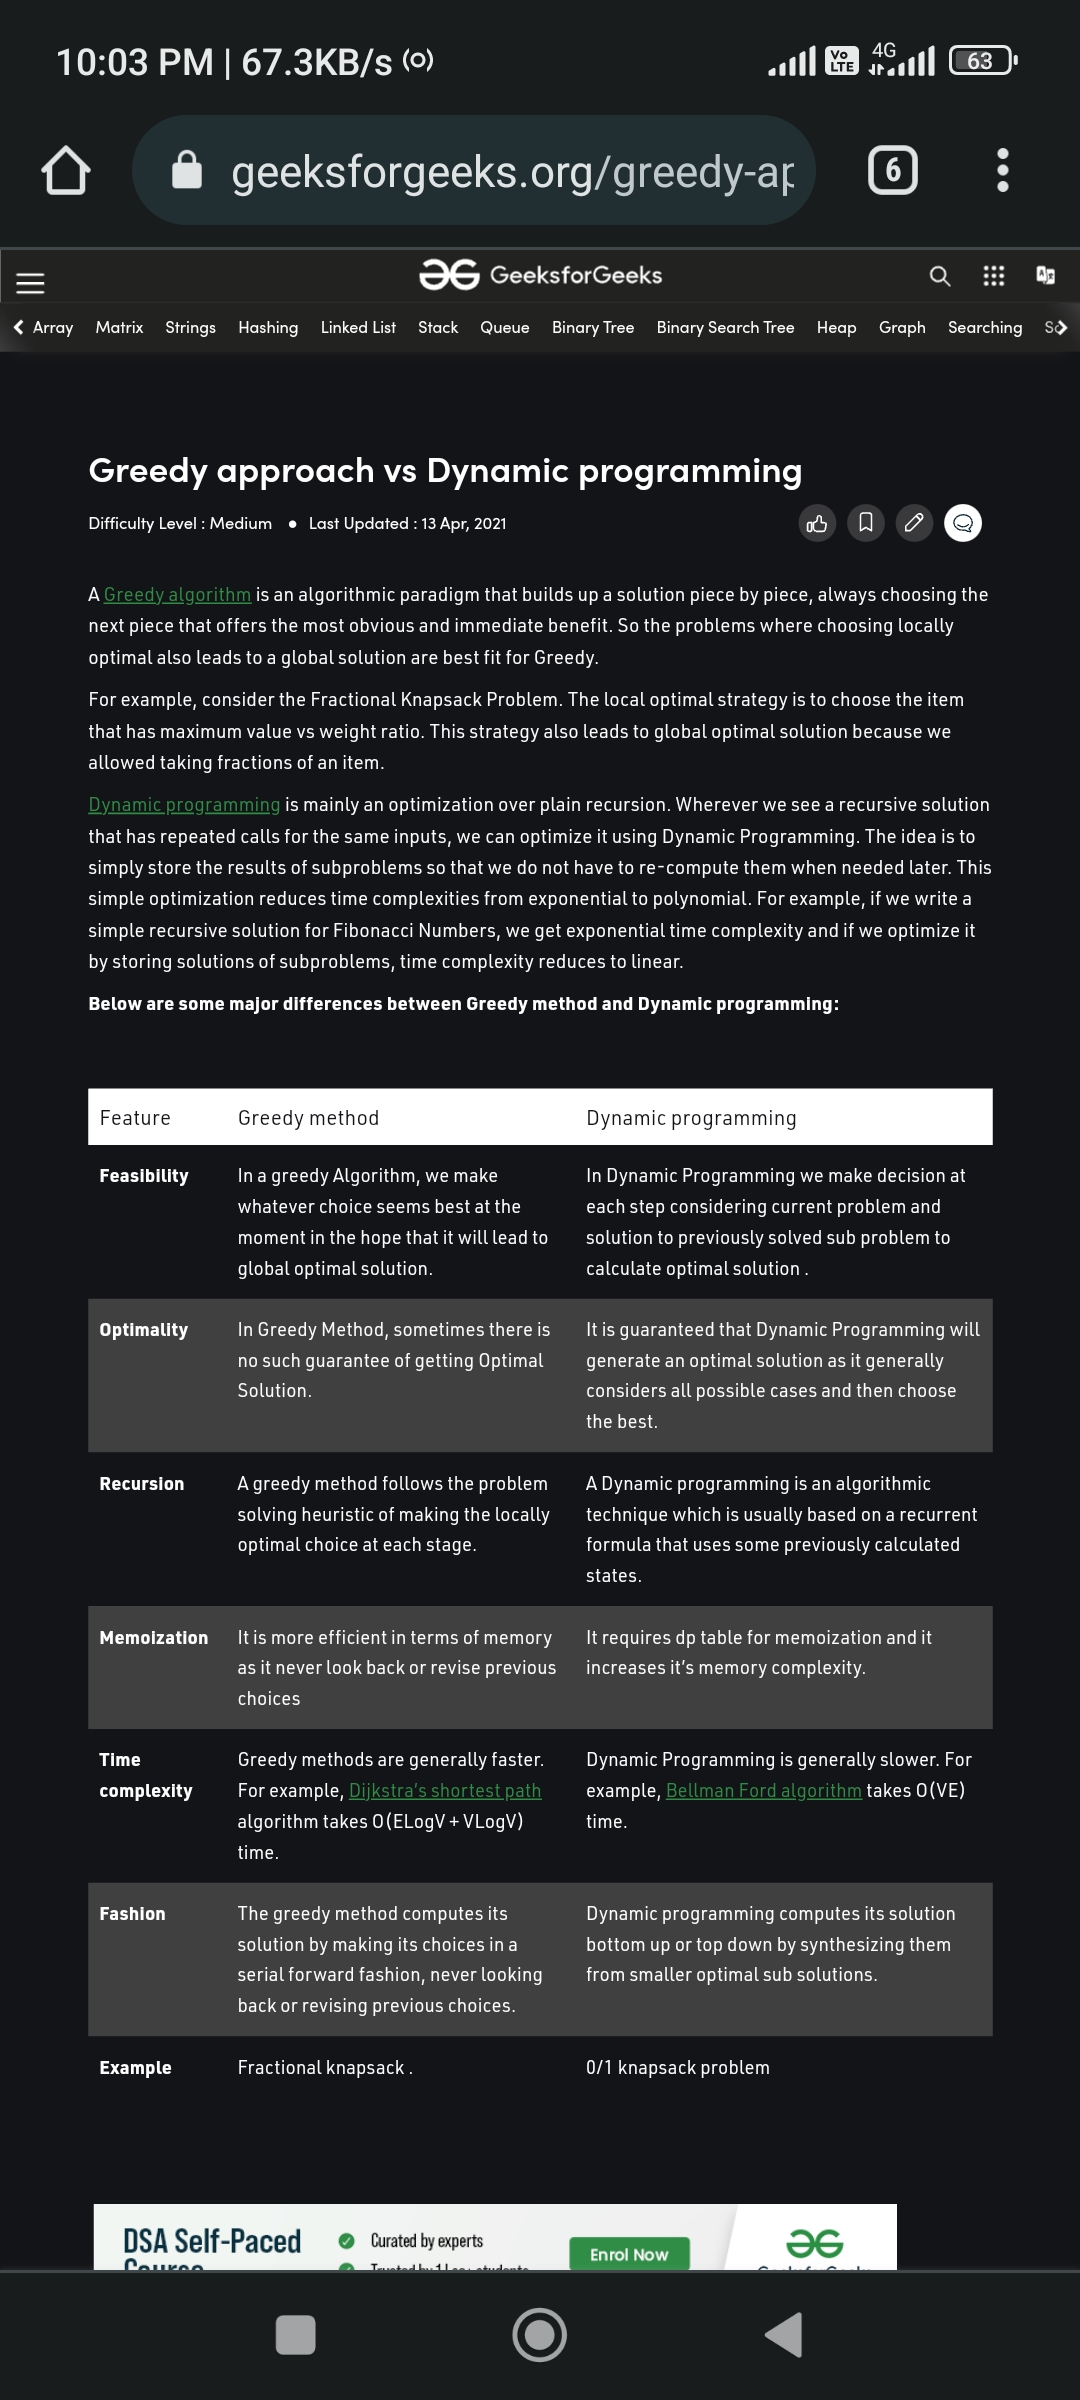 10:03 PM | 67.3KB/s
Vo LTE 4G 63
geeksforgeeks.org/greedy-ap
6
GeeksforGeeks
Array Matrix Strings Hashing Linked List Stack Queue Binary Tree Binary Search Tree Heap Graph Searching So
Greedy approach vs Dynamic programming
Difficulty Level : Medium ● Last Updated : 13 Apr, 2021
A Greedy algorithm is an algorithmic paradigm that builds up a solution piece by piece, always choosing the
next piece that offers the most obvious and immediate benefit. So the problems where choosing locally
optimal also leads to a global solution are best fit for Greedy.
For example, consider the Fractional Knapsack Problem. The local optimal strategy is to choose the item
that has maximum value vs weight ratio. This strategy also leads to global optimal solution because we
allowed taking fractions of an item.
Dynamic programming is mainly an optimization over plain recursion. Wherever we see a recursive solution
that has repeated calls for the same inputs, we can optimize it using Dynamic Programming. The idea is to
simply store the results of subproblems so that we do not have to re-compute them when needed later. This
simple optimization reduces time complexities from exponential to polynomial. For example, if we write a
simple recursive solution for Fibonacci Numbers, we get exponential time complexity and if we optimize it
by storing solutions of subproblems, time complexity reduces to linear.
Below are some major differences between Greedy method and Dynamic programming:
Feature Greedy method Dynamic programming
Feasibility In a greedy Algorithm, we make In Dynamic Programming we make decision at
whatever choice seems best at the each step considering current problem and
moment in the hope that it will lead to solution to previously solved sub problem to
global optimal solution. calculate optimal solution .
Optimality In Greedy Method, sometimes there is It is guaranteed that Dynamic Programming will
no such guarantee of getting Optimal generate an optimal solution as it generally
Solution. considers all possible cases and then choose
the best.
Recursion A greedy method follows the problem A Dynamic programming is an algorithmic
solving heuristic of making the locally technique which is usually based on a recurrent
optimal choice at each stage. formula that uses some previously calculated
states.
Memoization It is more efficient in terms of memory It requires dp table for memoization and it
as it never look back or revise previous increases it's memory complexity.
choices
Time Greedy methods are generally faster. Dynamic Programming is generally slower. For
complexity For example, Dijkstra's shortest path example, Bellman Ford algorithm takes O(VE)
algorithm takes O(ELogV + VLogV) time.
time.
Fashion The greedy method computes its Dynamic programming computes its solution
solution by making its choices in a bottom up or top down by synthesizing them
serial forward fashion, never looking from smaller optimal sub solutions.
back or revising previous choices.
Example Fractional knapsack . 0/1 knapsack problem
DSA Self-Paced Curated by experts
Course Enrol Now